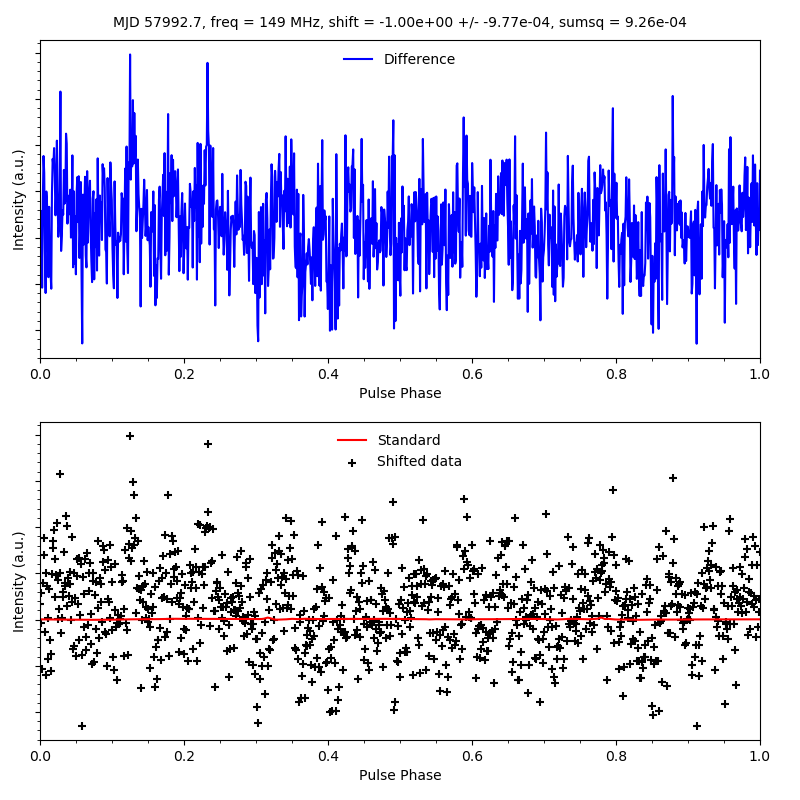 MJD 57992.7, freq = 149 MHz, shift = -1.00e+00 +/- -9.77e-04, sumsq = 9.26e-04
Difference
Intensity (a.u.)
0.0 0.2 0.4 0.6 0.8 1.0
Pulse Phase
Standard
Shifted data
Intensity (a.u.)
0.0 0.2 0.4 0.6 0.8 1.0
Pulse Phase